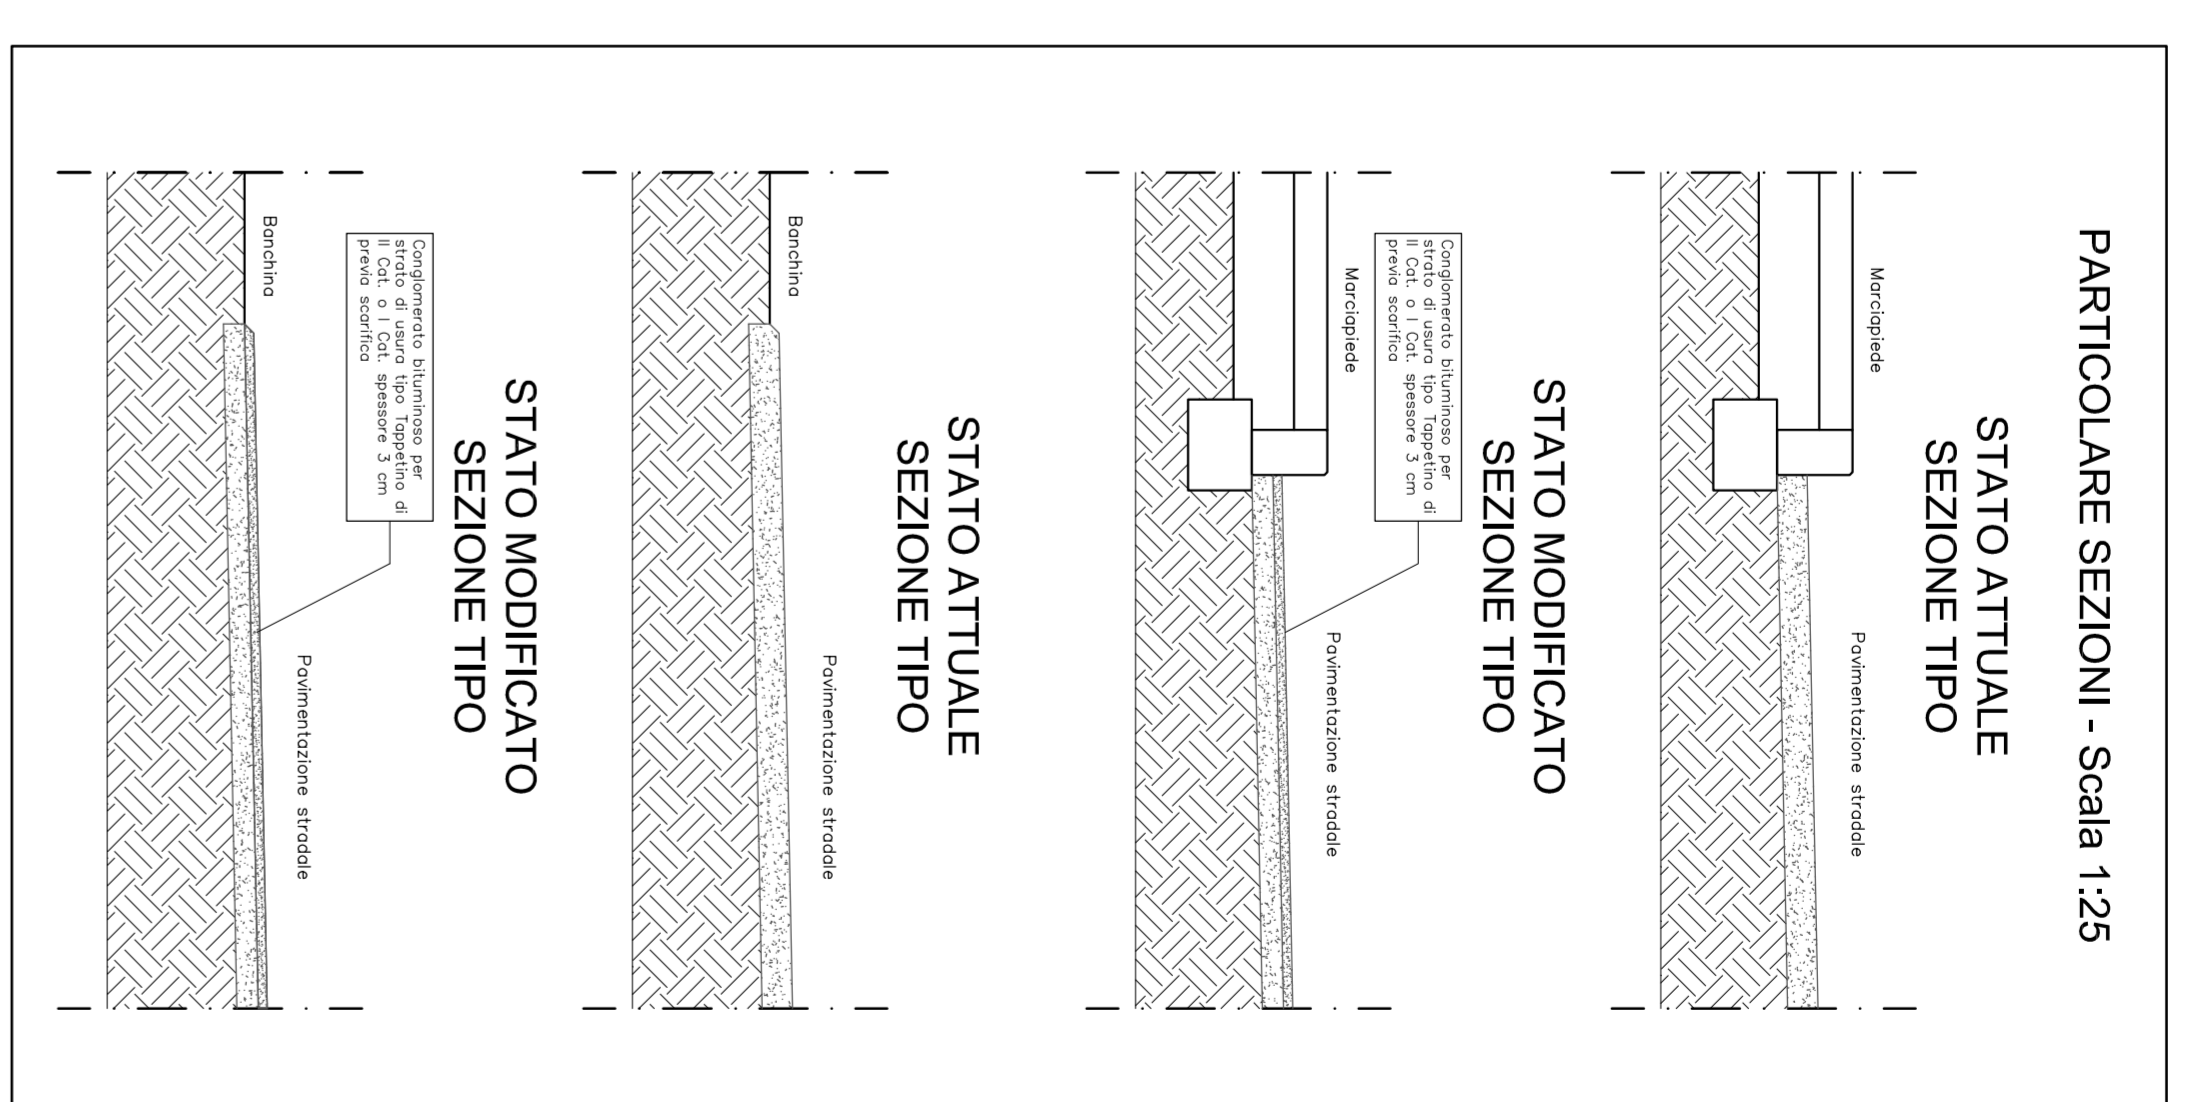 PARTICOLARE SEZIONI - Scala 1:25
STATO ATTUALE
SEZIONE TIPO
Marciapiede
Pavimentazione stradale
STATO MODIFICATO
SEZIONE TIPO
Conglomerato bituminoso per
strato di usura tipo Tappetino di
II Cat. o I Cat. spessore 3 cm
previa scarifica
Marciapiede
Pavimentazione stradale
STATO ATTUALE
SEZIONE TIPO
Banchina
Pavimentazione stradale
STATO MODIFICATO
SEZIONE TIPO
Conglomerato bituminoso per
strato di usura tipo Tappetino di
II Cat. o I Cat. spessore 3 cm
previa scarifica
Banchina
Pavimentazione stradale